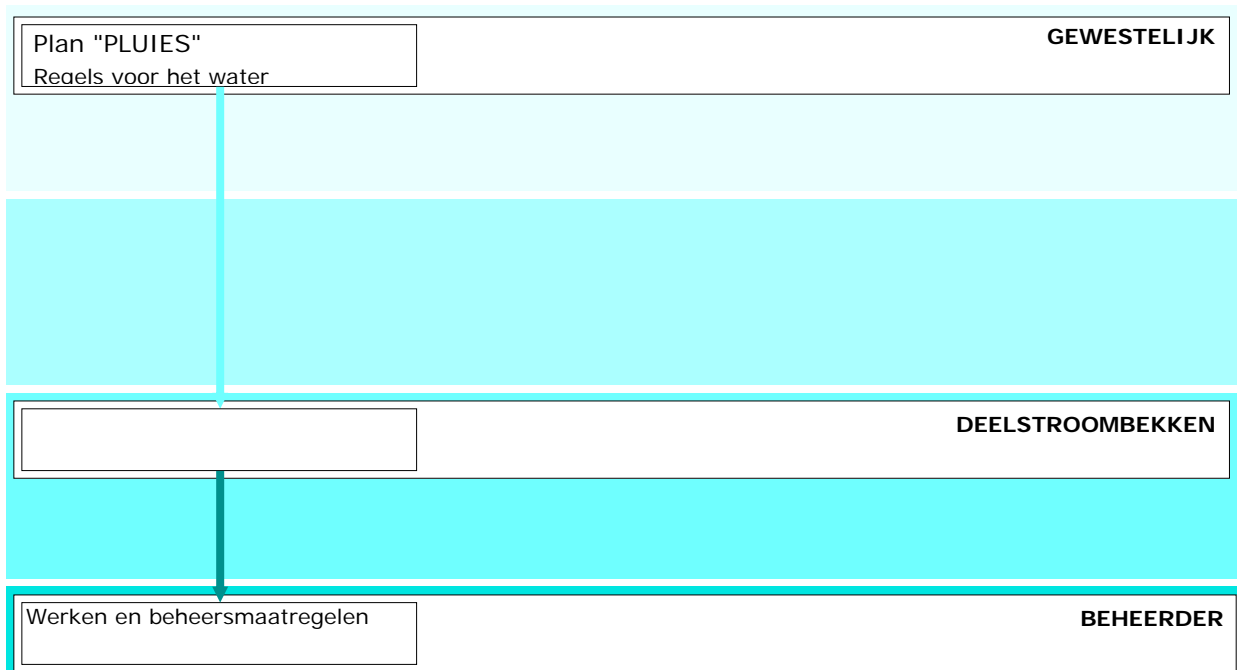 Plan "PLUIES"
Regels voor het water
GEWESTELIJK
DEELSTROOMBEKKEN
Werken en beheersmaatregelen
BEHEERDER